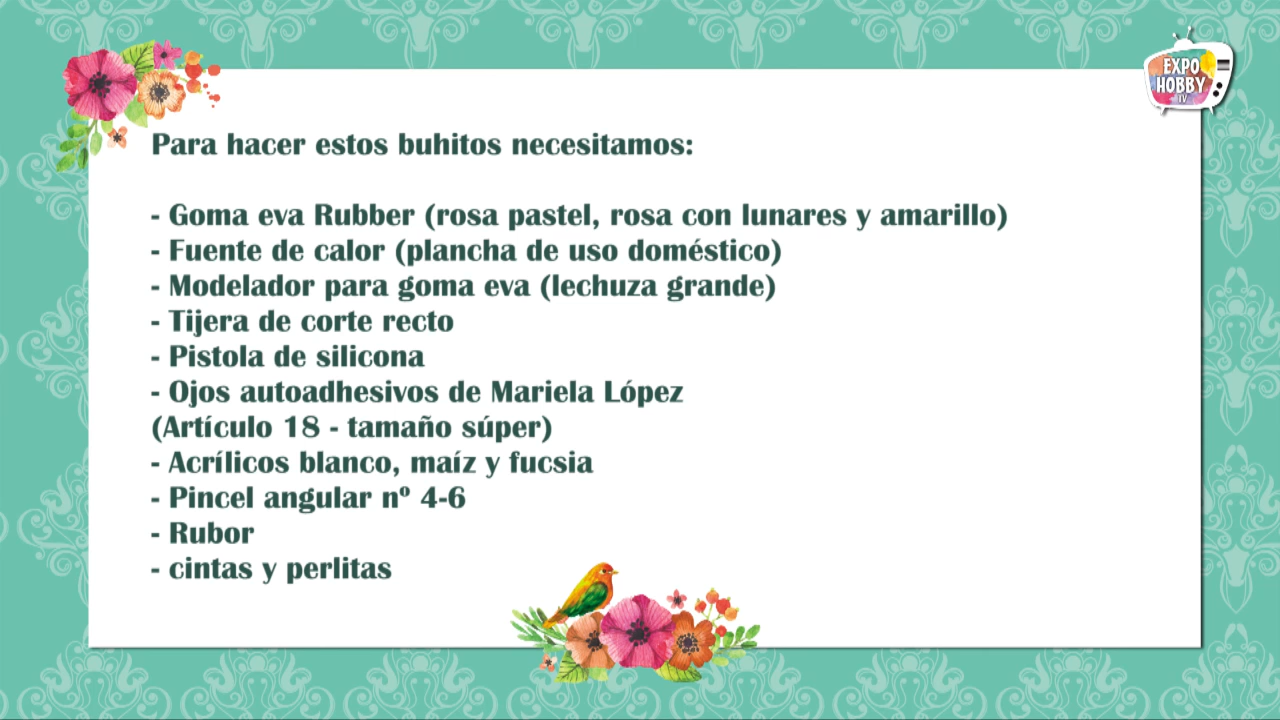 EXPO
HOBBY
TV
Para hacer estos buhitos necesitamos:
- Goma eva Rubber (rosa pastel, rosa con lunares y amarillo)
- Fuente de calor (plancha de uso doméstico)
- Modelador para goma eva (lechuza grande)
- Tijera de corte recto
- Pistola de silicona
- Ojos autoadhesivos de Mariela López
(Artículo 18 - tamaño súper)
- Acrílicos blanco, maíz y fucsia
- Pincel angular nº 4-6
- Rubor
- cintas y perlitas